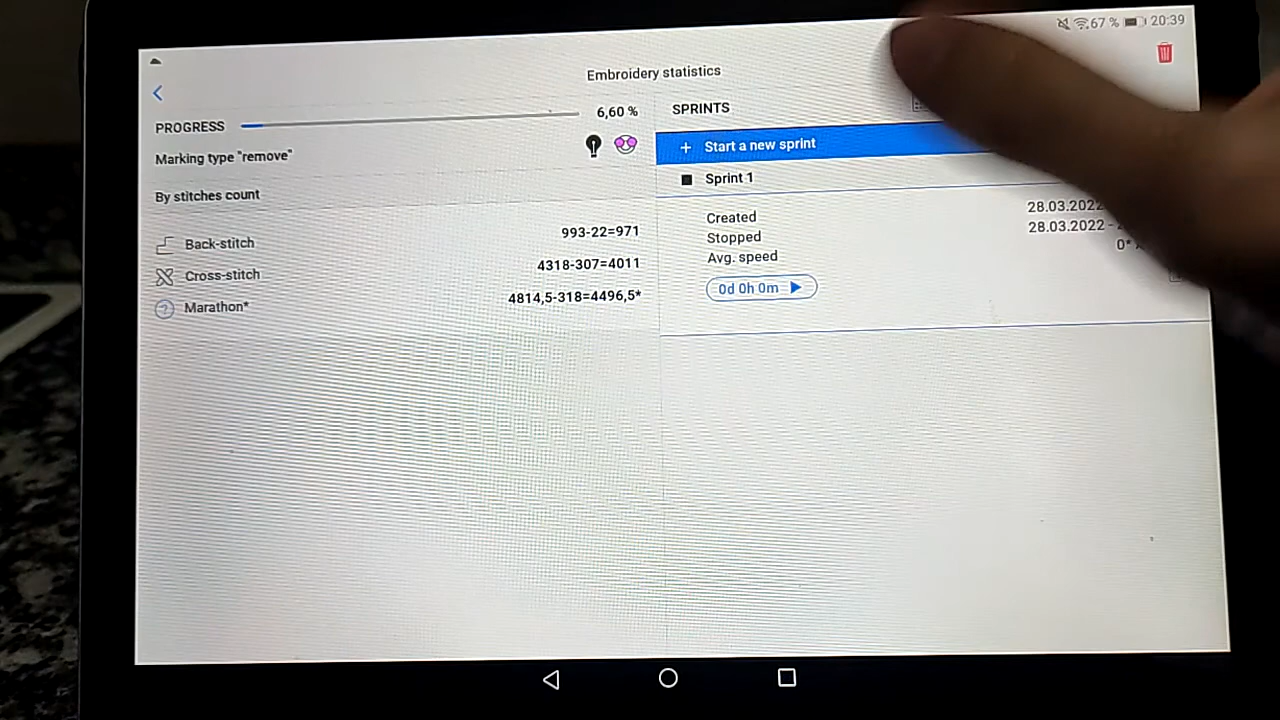 67 % 20:39
Embroidery statistics
PROGRESS 6,60 %
Marking type "remove"
By stitches count
Back-stitch 993-22=971
Cross-stitch 4318-307=4011
Marathon* 4814,5-318=4496,5*
SPRINTS
+ Start a new sprint
Sprint 1
Created 28.03.2022
Stopped 28.03.2022 -
Avg. speed 0*
0d 0h 0m